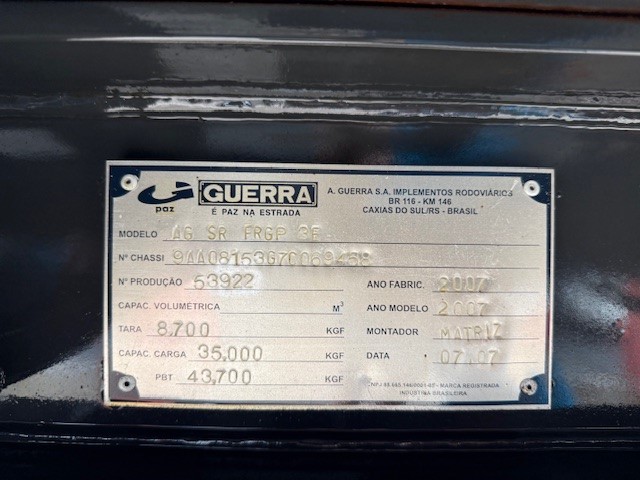 GUERRA
paz
É PAZ NA ESTRADA
A. GUERRA S.A. IMPLEMENTOS RODOVIÁRIOS
BR 116 - KM 146
CAXIAS DO SUL/RS - BRASIL
MODELO AG SR FRGP 3E
Nº CHASSI
Nº PRODUÇÃO 53922
ANO FABRIC. 2007
CAPAC. VOLUMÉTRICA M³
ANO MODELO 2007
TARA 8,700 KGF
MONTADOR MATRIZ
CAPAC. CARGA 35,000 KGF
DATA 07.07
PBT 43,700 KGF
MARCA REGISTRADA
INDÚSTRIA BRASILEIRA